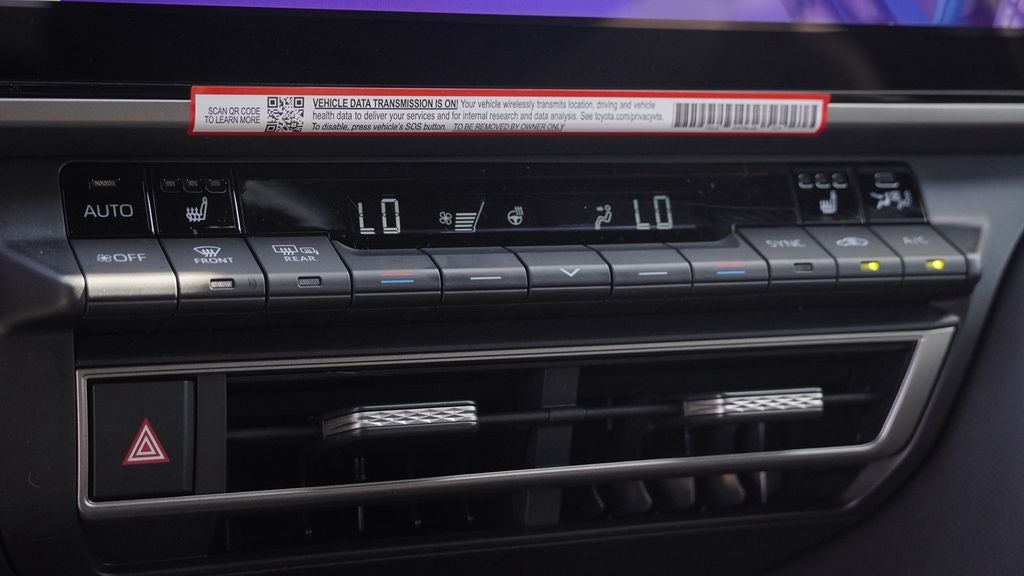 SCAN OR CODE
TO LEARN MORE
VEHICLE DATA TRANSMISSION IS ON! Your vehicle wirelessly transmits location, driving and vehicle
health data to deliver your services and for internal research and data analysis. See toyota.com/privacyvts.
To disable, press vehicle's SOS button. TO BE REMOVED BY OWNER ONLY
AUTO
LO
LO
OFF
FRONT
REAR
SYNC
A/C